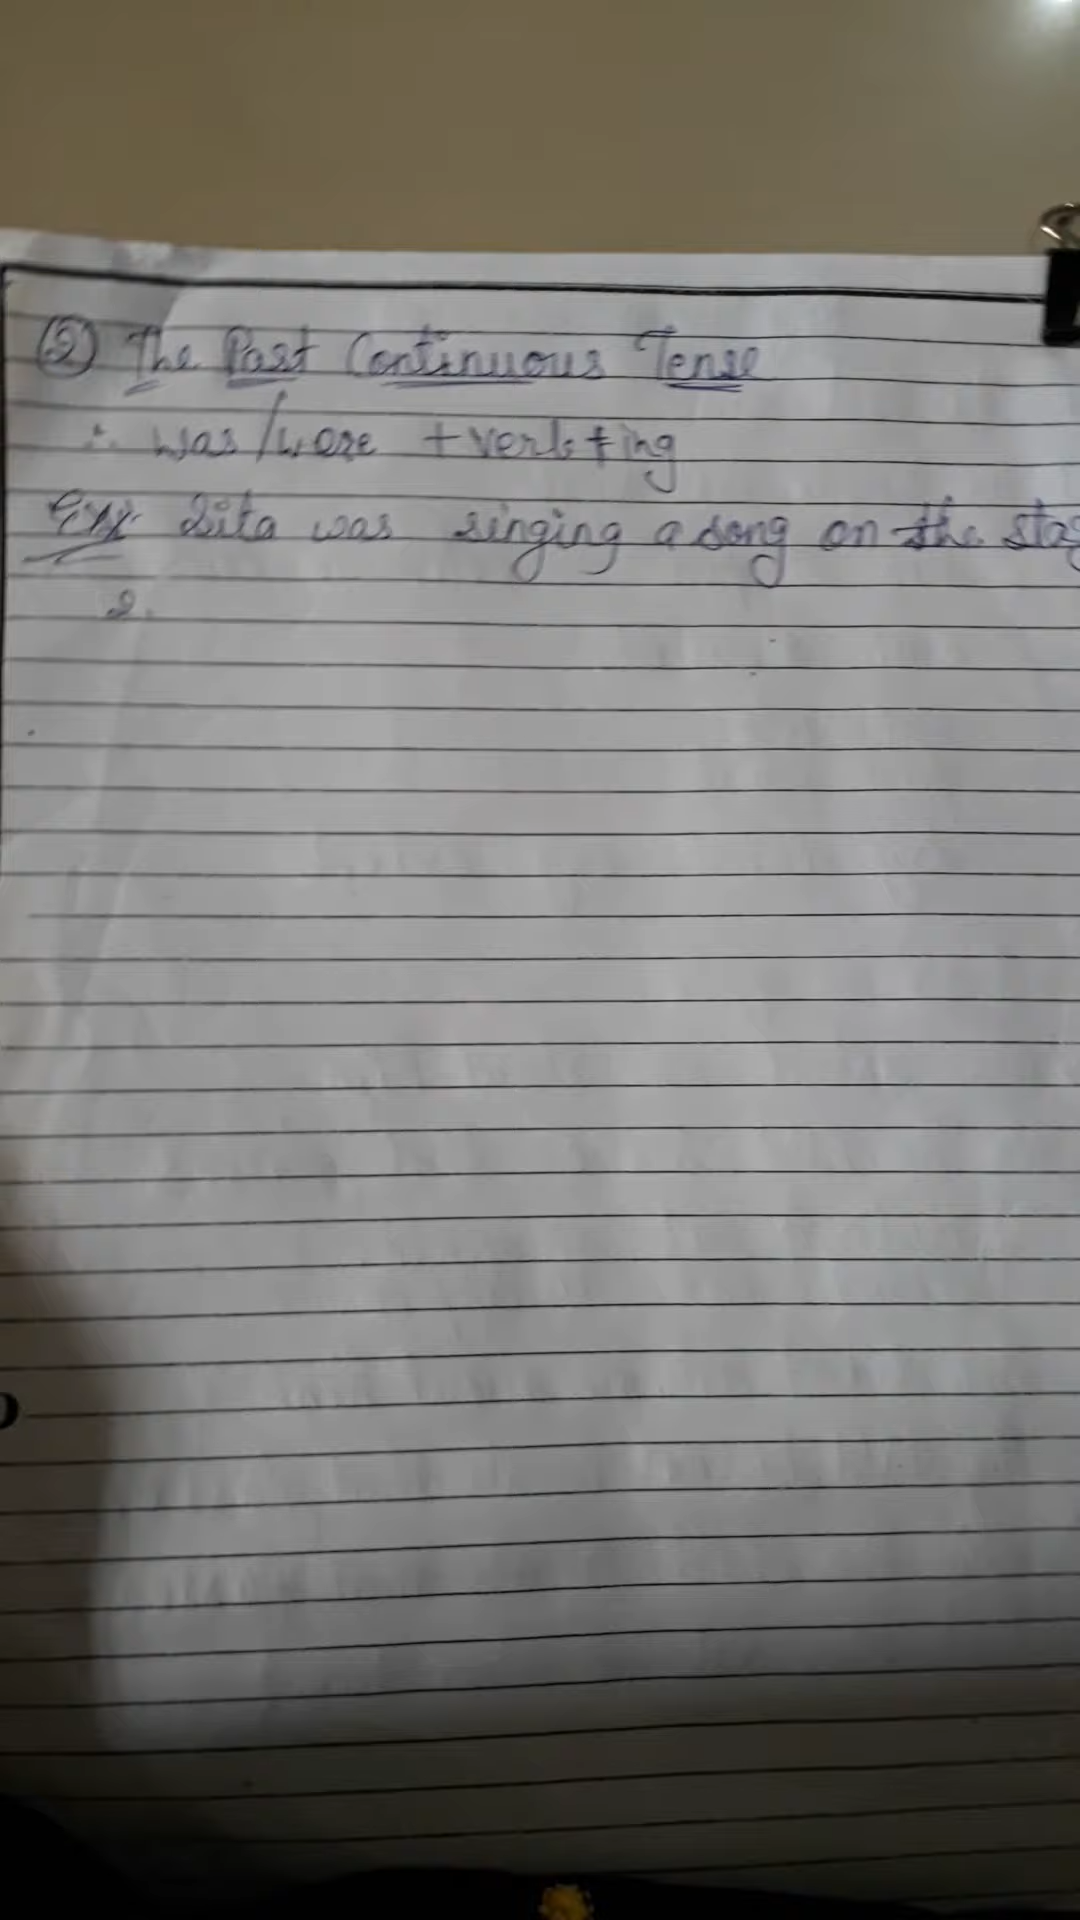 ② The Past Continuous Tense
∴ was/were + verb + ing
Ex:- Sita was singing a song on the
2.